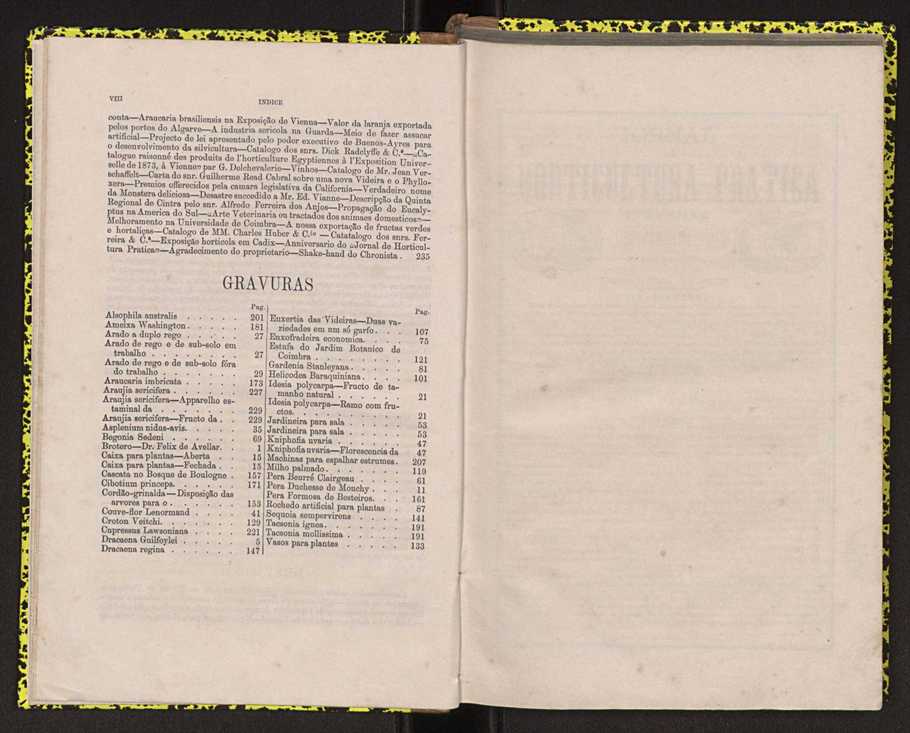 VIII
INDICE
conta—Araucaria brasiliensis na Exposição de Vienna—Valor da laranja exportada
pelos portos do Algarve—A industria sericola na Guarda—Meio de fazer assucar
artificial—Projecto de lei apresentado pelo poder executivo de Buenos-Ayres para
o desenvolvimento da silvicultura—Catalogo dos snrs. Dick Radclyffe & C.ª—«Ca-
talogue raisonné des produits de l'horticulture Egyptiennes à l'Exposition Univer-
selle de 1873, à Vienne» par G. Delchevalerie—Vinhos—Catalogo de Mr. Jean Ver-
schaffelt—Carta do snr. Guilherme Read Cabral sobre uma nova Videira e o Phyllo-
xera—Premios offerecidos pela camara legislativa da California—Verdadeiro nome
da Monstera deliciosa—Desastre succedido a Mr. Ed. Vianne—Descripção da Quinta
Regional de Cintra pelo snr. Alfredo Ferreira dos Anjos—Propagação do Eucaly-
ptus na America do Sul—«Arte Veterinaria ou tractados dos animaes domesticos»—
Melhoramento na Universidade de Coimbra—A nossa exportação de fructas verdes
e hortaliças—Catalogo de MM. Charles Huber & C.ie — Catatalogo dos snrs. Fer-
reira & C.ª—Exposição horticola em Cadix—Anniversario do «Jornal de Horticul-
tura Pratica»—Agradecimento do proprietario—Shake-hand do Chronista . 235
GRAVURAS
Pag.
Alsophila australis . . . . . 201
Ameixa Washington . . . . . 181
Arado a duplo rego . . . . . 27
Arado de rego e de sub-solo em
trabalho . . . . . . . . 27
Arado de rego e de sub-solo fóra
do trabalho . . . . . . . 29
Araucaria imbricata . . . . . 173
Araujia sericifera . . . . . . 227
Araujia sericifera—Apparelho es-
taminal da . . . . . . . . 229
Araujia sericifera—Fructo da . . 229
Asplenium nidus-avis . . . . . 35
Begonia Sedeni . . . . . . 69
Brotero—Dr. Felix de Avellar . . 1
Caixa para plantas—Aberta . . 15
Caixa para plantas—Fechada . . 15
Cascata no Bosque de Boulogne . 157
Cibotium princeps. . . . . . 171
Cordão-grinalda—Disposição das
arvores para o . . . . . . 153
Couve-flor Lenormand . . . . 41
Croton Veitchi. . . . . . . 129
Cupressus Lawsoniana . . . . 221
Dracaena Guilfoylei . . . . . 5
Dracaena regina . . . . . . 147
Pag.
Enxertia das Videiras—Duas va-
riedades em um só garfo . . . 107
Enxofradeira economica. . . . 75
Estufa do Jardim Botanico de
Coimbra . . . . . . . . 121
Gardenia Stanleyana . . . . . 81
Helicodes Baraquiniana . . . . 101
Idesia polycarpa—Fructo de ta-
manho natural . . . . . . 21
Idesia polycarpa—Ramo com fru-
ctos. . . . . . . . . 21
Jardineira para sala . . . . . 53
Jardineira para sala . . . . . 53
Kniphofia uvaria . . . . . . 47
Kniphofia uvaria—Florescencia da 47
Machinas para espalhar estrumes. 207
Milho palmado. . . . . . . 119
Pera Beurré Clairgeau . . . . 61
Pera Duchesse de Mouchy . . . 11
Pera Formosa de Besteiros. . . 161
Rochedo artificial para plantas . 87
Sequoia sempervirens . . . . 141
Tacsonia ignea. . . . . . . 191
Tacsonia mollissima . . . . . 191
Vasos para plantes . . . . . 133